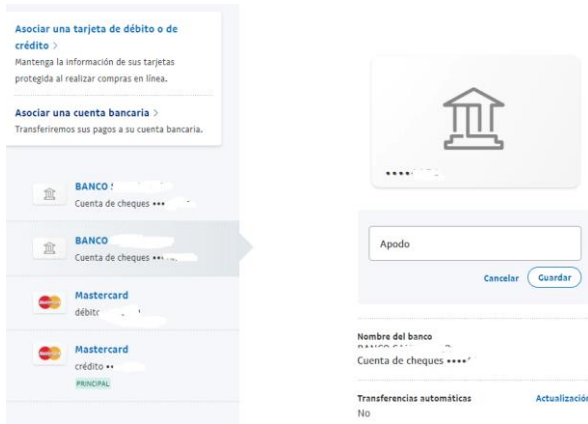 Asociar una tarjeta de débito o de
crédito >
Mantenga la información de sus tarjetas
protegida al realizar compras en línea.
Asociar una cuenta bancaria >
Transferiremos sus pagos a su cuenta bancaria.
BANCO
Cuenta de cheques •••
BANCO
Cuenta de cheques •••
Mastercard
débito
Mastercard
crédito ••
PRINCIPAL
••••
Apodo
Cancelar
Guardar
Nombre del banco
Cuenta de cheques ••••
Transferencias automáticas
Actualización
No